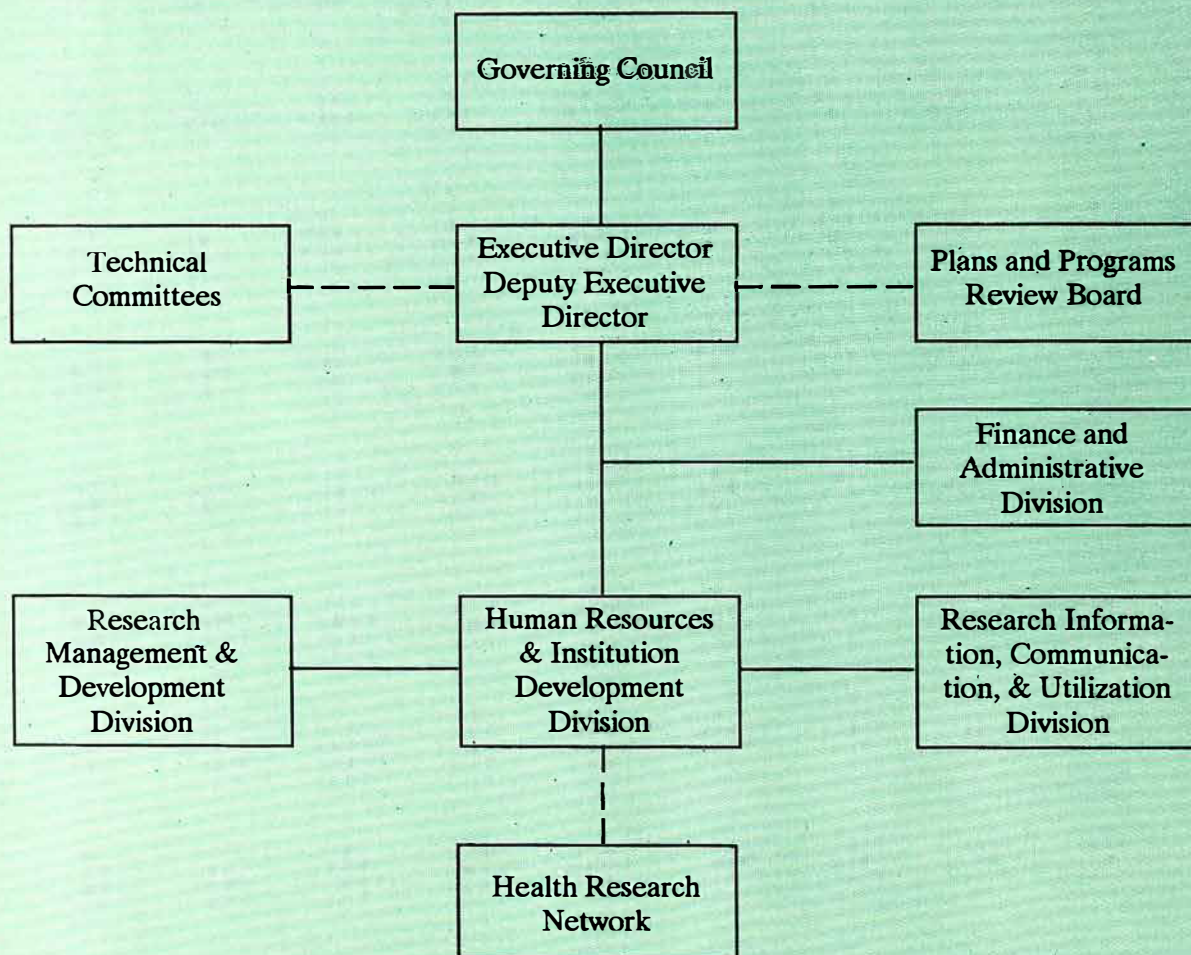 Governing Council
Technical
Committees
Executive Director
Deputy Executive
Director
Plans and Programs
Review Board
Finance and
Administrative
Division
Research
Management &
Development
Division
Human Resources
& Institution
Development
Division
Research Informa-
tion, Communica-
tion, & Utilization
Division
Health Research
Network